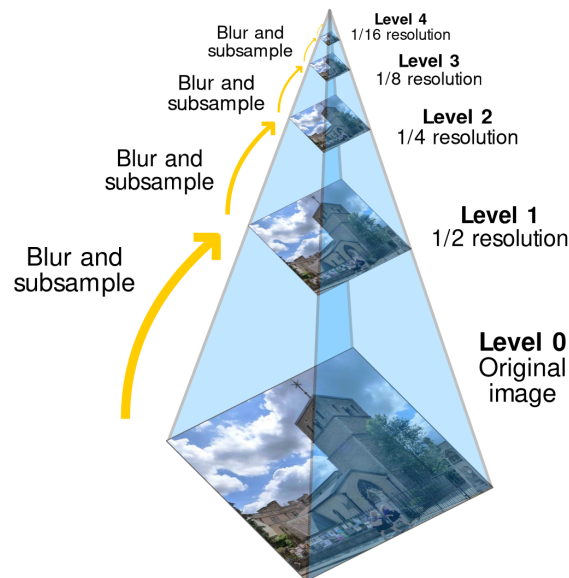 Level 4
1/16 resolution
Blur and
subsample
Level 3
1/8 resolution
Blur and
subsample
Level 2
1/4 resolution
Blur and
subsample
Level 1
1/2 resolution
Blur and
subsample
Level 0
Original
image